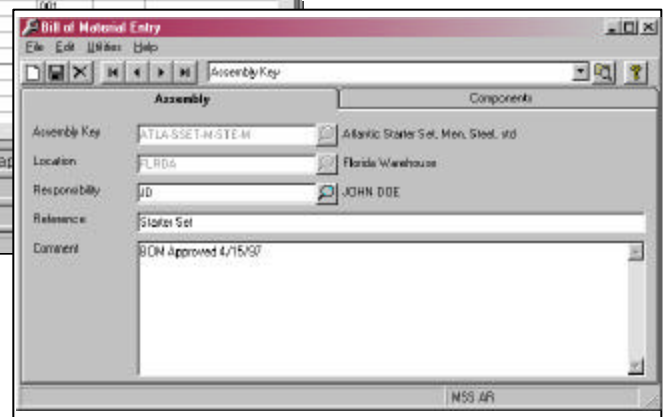 001
Bill of Material Entry
File Edit Utilities Help
Assembly Key
Assembly Components
Assembly Key ATLA-SSET-M-STE-M Atlantic Starter Set, Men, Steel, std
Location FLRDA Florida Warehouse
Responsibility JD JOHN DOE
Reference Starter Set
Comment BOM Approved 4/15/97
MSS AR